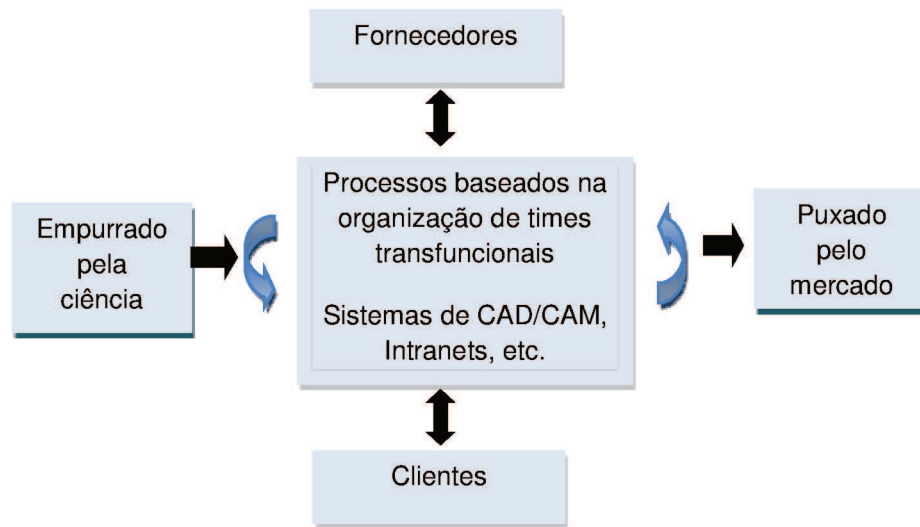 Fornecedores
Empurrado
pela
ciência
Processos baseados na
organização de times
transfuncionais
Sistemas de CAD/CAM,
Intranets, etc.
Puxado
pelo
mercado
Clientes